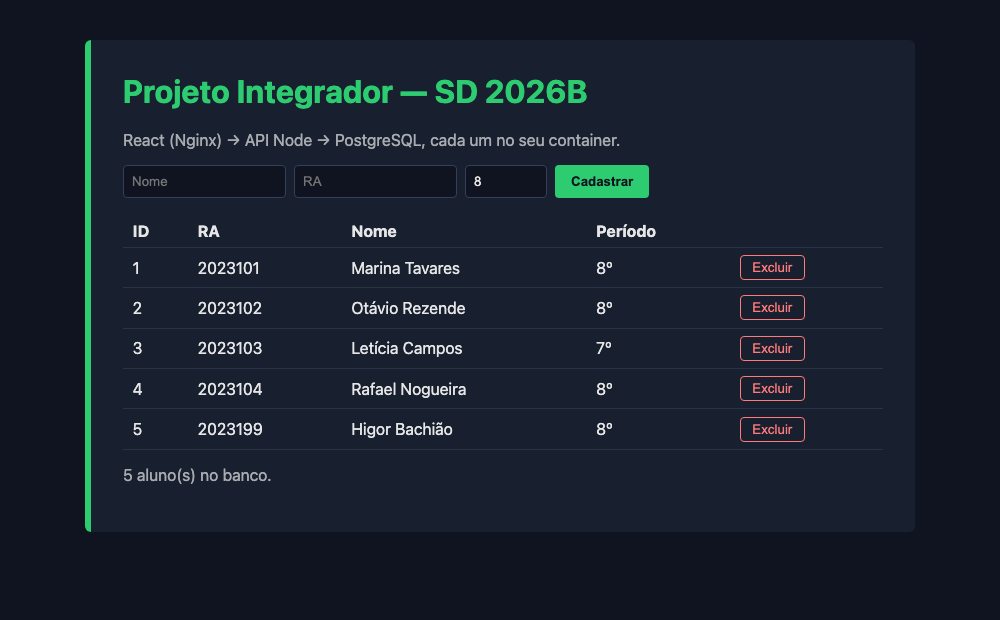 Projeto Integrador — SD 2026B
React (Nginx) → API Node → PostgreSQL, cada um no seu container.
Nome RA 8 Cadastrar
ID RA Nome Período
1 2023101 Marina Tavares 8º Excluir
2 2023102 Otávio Rezende 8º Excluir
3 2023103 Letícia Campos 7º Excluir
4 2023104 Rafael Nogueira 8º Excluir
5 2023199 Higor Bachião 8º Excluir
5 aluno(s) no banco.